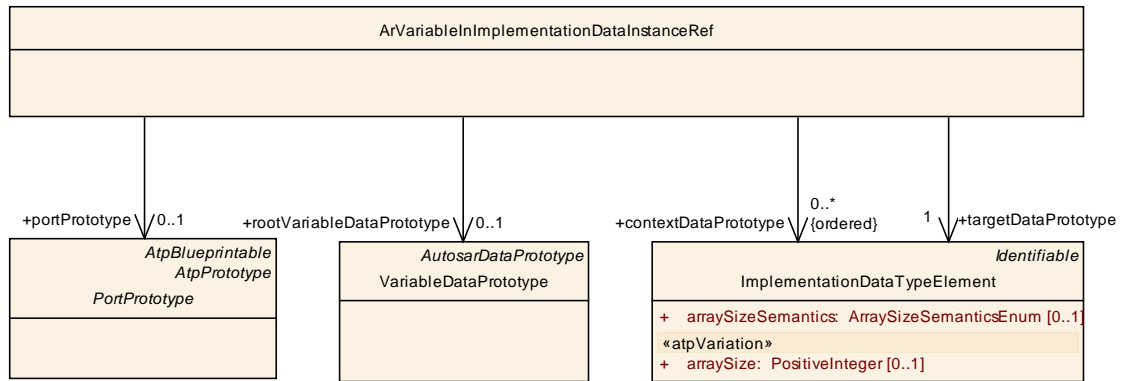 ArVariableInImplementationDataInstanceRef
+portPrototype
0..1
+rootVariableDataPrototype
0..1
+contextDataPrototype
0..*
{ordered}
1
+targetDataPrototype
AtpBlueprintable
AtpPrototype
PortPrototype
AutosarDataPrototype
VariableDataPrototype
Identifiable
ImplementationDataTypeElement
+ arraySizeSemantics: ArraySizeSemanticsEnum [0..1]
«atpVariation»
+ arraySize: PositiveInteger [0..1]